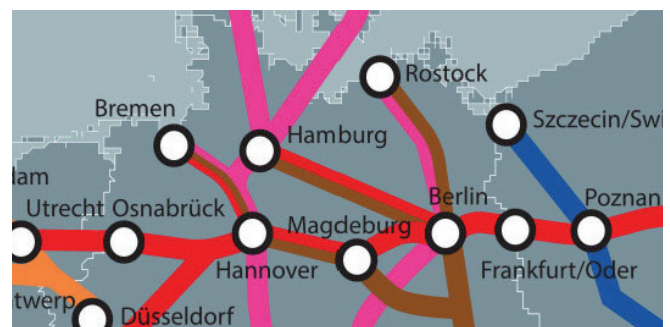 Rostock
Bremen
Szczecin/Swi
Hamburg
dam
Berlin
Poznan
Utrecht
Osnabrück
Magdeburg
Hannover
Frankfurt/Oder
twerp
Düsseldorf